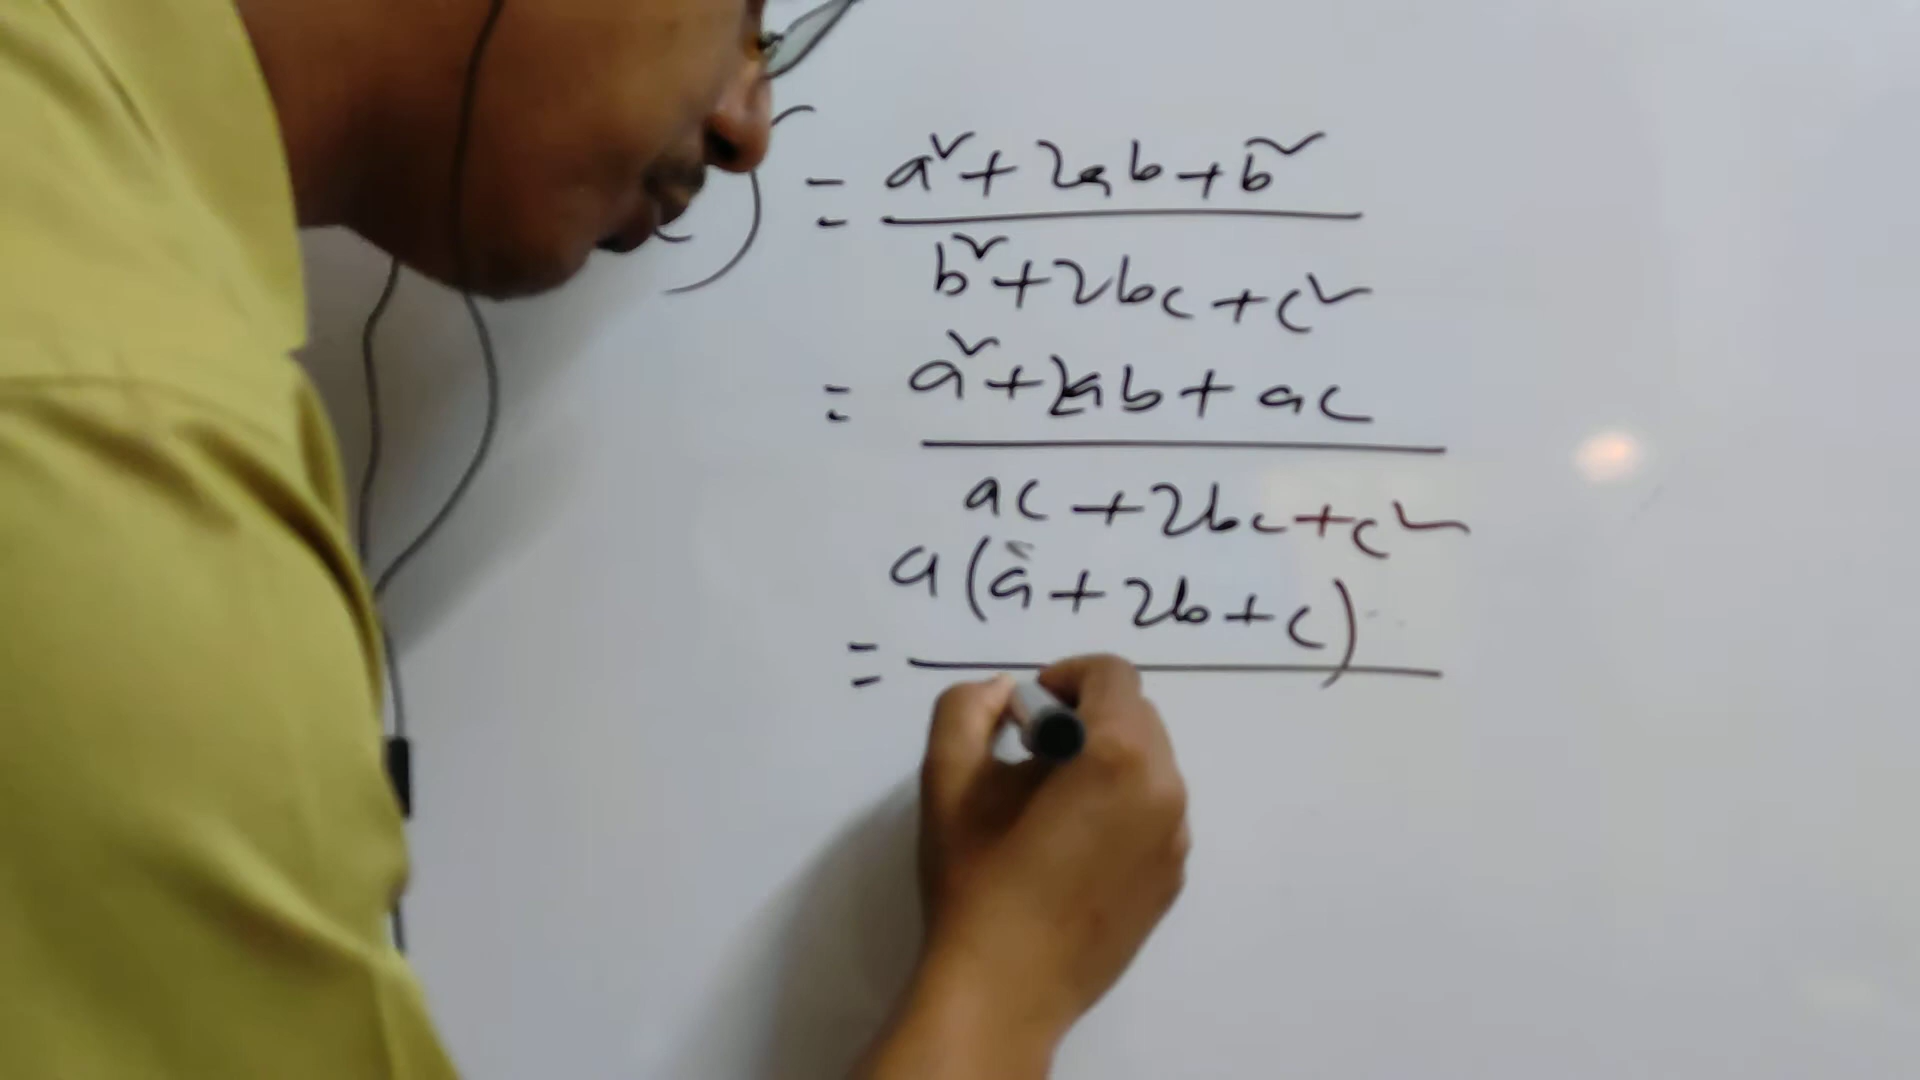 = a² + 2ab + b²
b² + 2bc + c²
= a² + 2ab + ac
ac + 2bc + c²
= a(a + 2b + c)